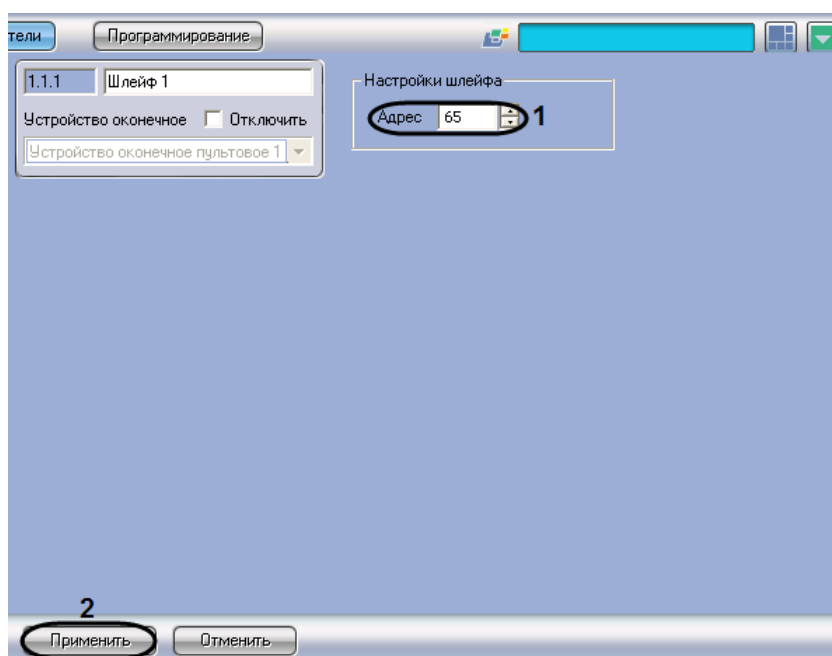 тели Программирование
1.1.1 Шлейф 1
Настройки шлейфа
Устройство оконечное Отключить
Адрес 65 1
Устройство оконечное пультовое 1
2
Применить Отменить